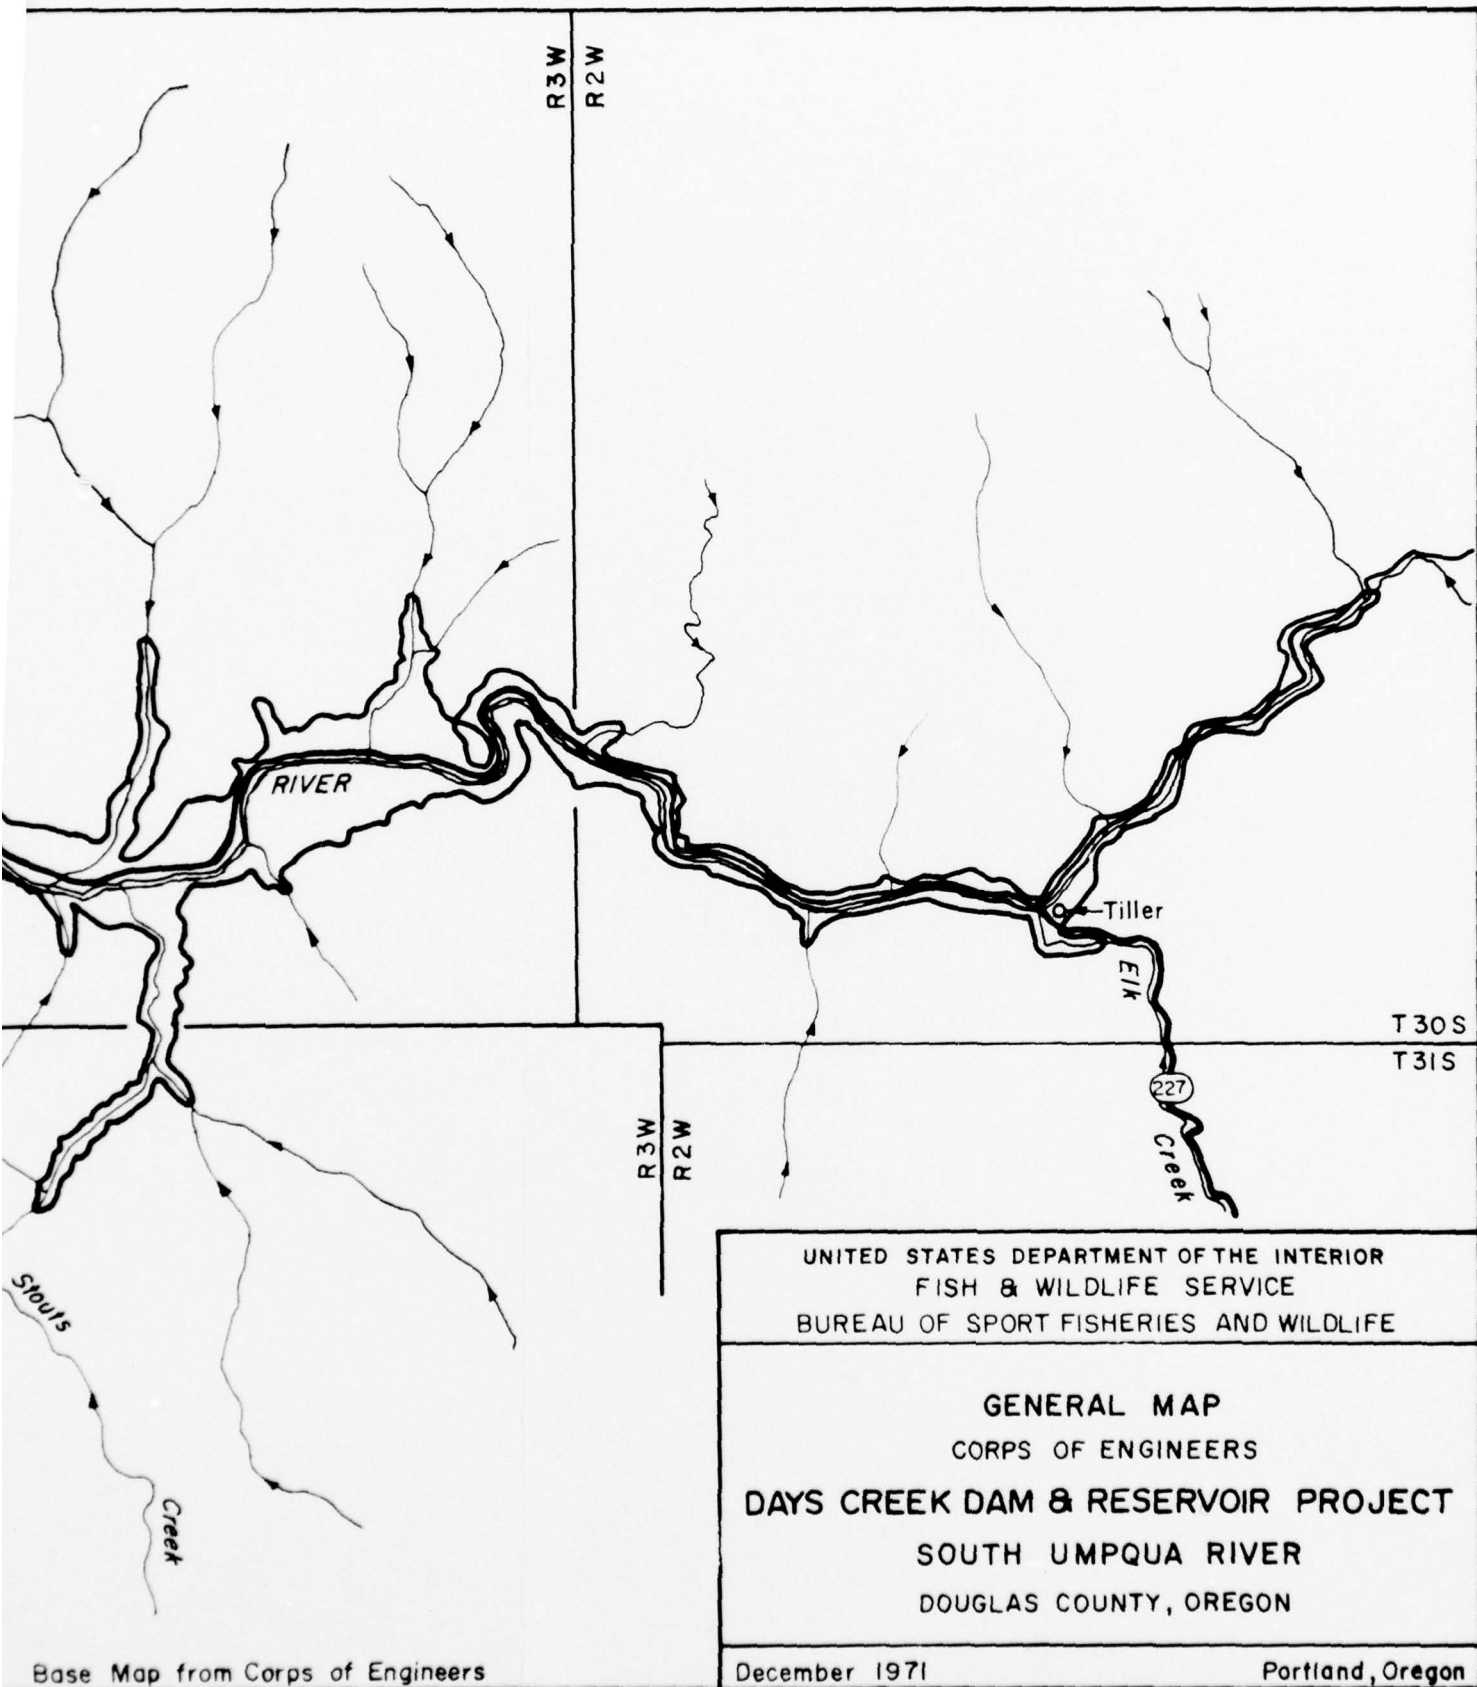 R3W
R2W
RIVER
Tiller
Elk
T30S
T31S
227
Creek
R3W
R2W
Stouts
Creek
UNITED STATES DEPARTMENT OF THE INTERIOR
FISH & WILDLIFE SERVICE
BUREAU OF SPORT FISHERIES AND WILDLIFE
GENERAL MAP
CORPS OF ENGINEERS
DAYS CREEK DAM & RESERVOIR PROJECT
SOUTH UMPQUA RIVER
DOUGLAS COUNTY, OREGON
Base Map from Corps of Engineers
December 1971
Portland, Oregon